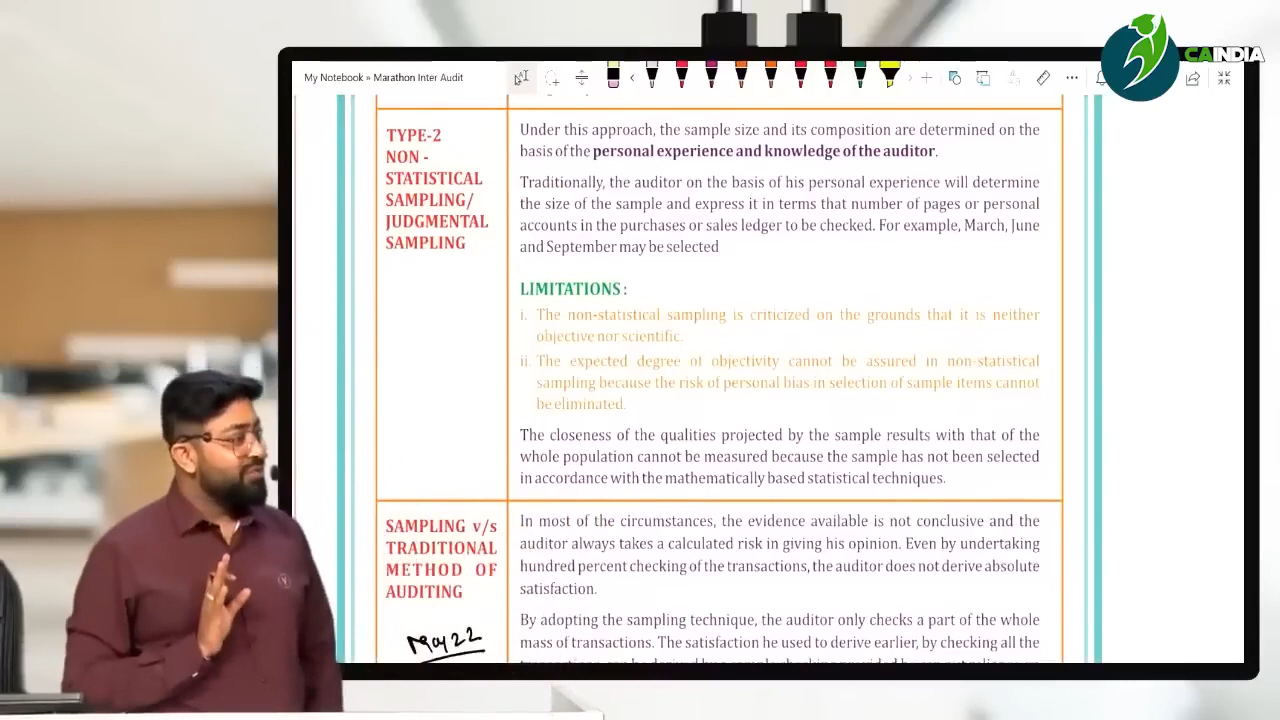 CAINDIA
My Notebook » Marathon Inter Audit
TYPE-2
NON -
STATISTICAL
SAMPLING/
JUDGMENTAL
SAMPLING
Under this approach, the sample size and its composition are determined on the
basis of the personal experience and knowledge of the auditor.
Traditionally, the auditor on the basis of his personal experience will determine
the size of the sample and express it in terms that number of pages or personal
accounts in the purchases or sales ledger to be checked. For example, March, June
and September may be selected
LIMITATIONS :
i. The non-statistical sampling is criticized on the grounds that it is neither
objective nor scientific.
ii. The expected degree of objectivity cannot be assured in non-statistical
sampling because the risk of personal bias in selection of sample items cannot
be eliminated.
The closeness of the qualities projected by the sample results with that of the
whole population cannot be measured because the sample has not been selected
in accordance with the mathematically based statistical techniques.
SAMPLING v/s
TRADITIONAL
METHOD OF
AUDITING
May 22
In most of the circumstances, the evidence available is not conclusive and the
auditor always takes a calculated risk in giving his opinion. Even by undertaking
hundred percent checking of the transactions, the auditor does not derive absolute
satisfaction.
By adopting the sampling technique, the auditor only checks a part of the whole
mass of transactions. The satisfaction he used to derive earlier, by checking all the